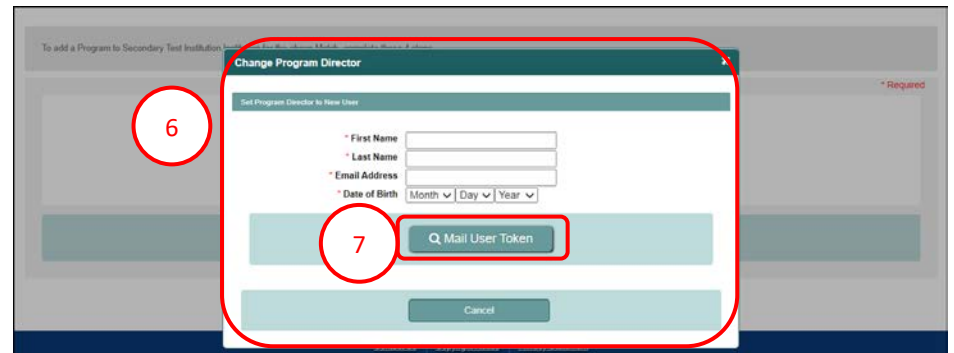 To add a Program to Secondary Test Institution
Change Program Director
* Required
Set Program Director to New User
6
* First Name
* Last Name
* Email Address
* Date of Birth Month Day Year
7
Mail User Token
Cancel